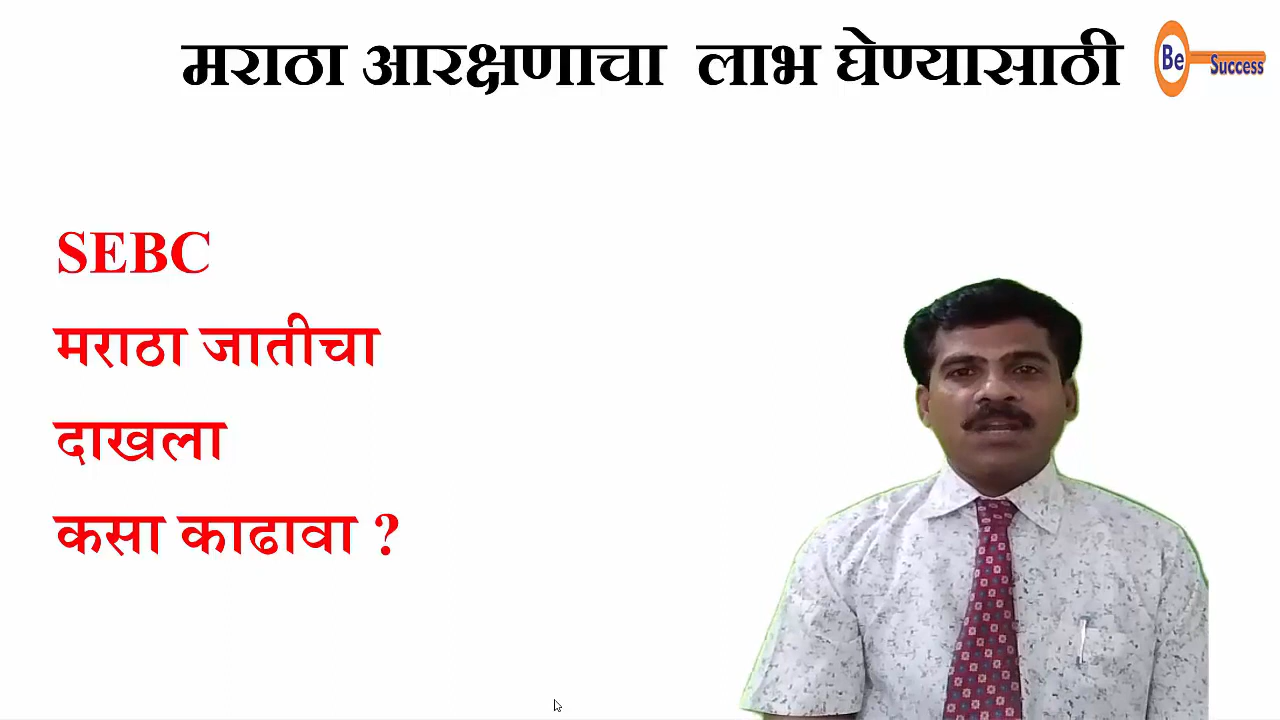 मराठा आरक्षणाचा लाभ घेण्यासाठी
Be Success
SEBC
मराठा जातीचा
दाखला
कसा काढावा ?